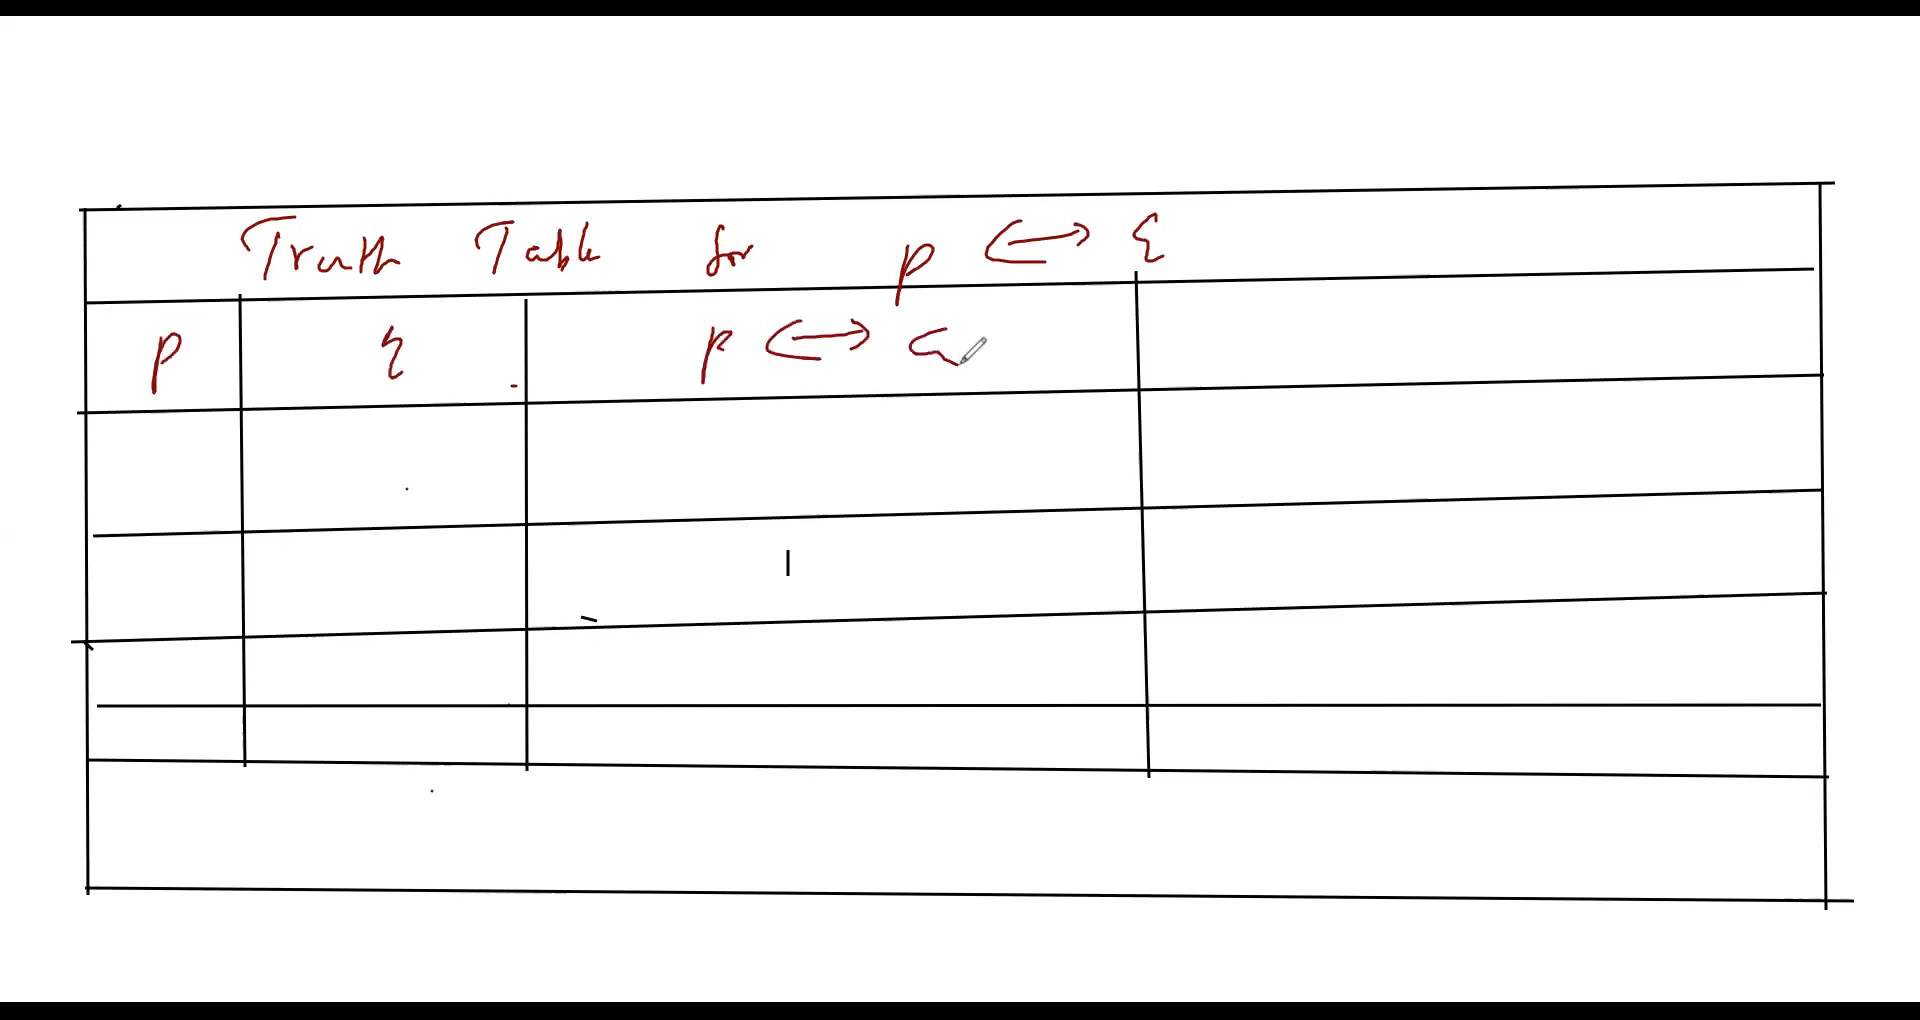 Truth Table for p ↔ q
p q p ↔ q